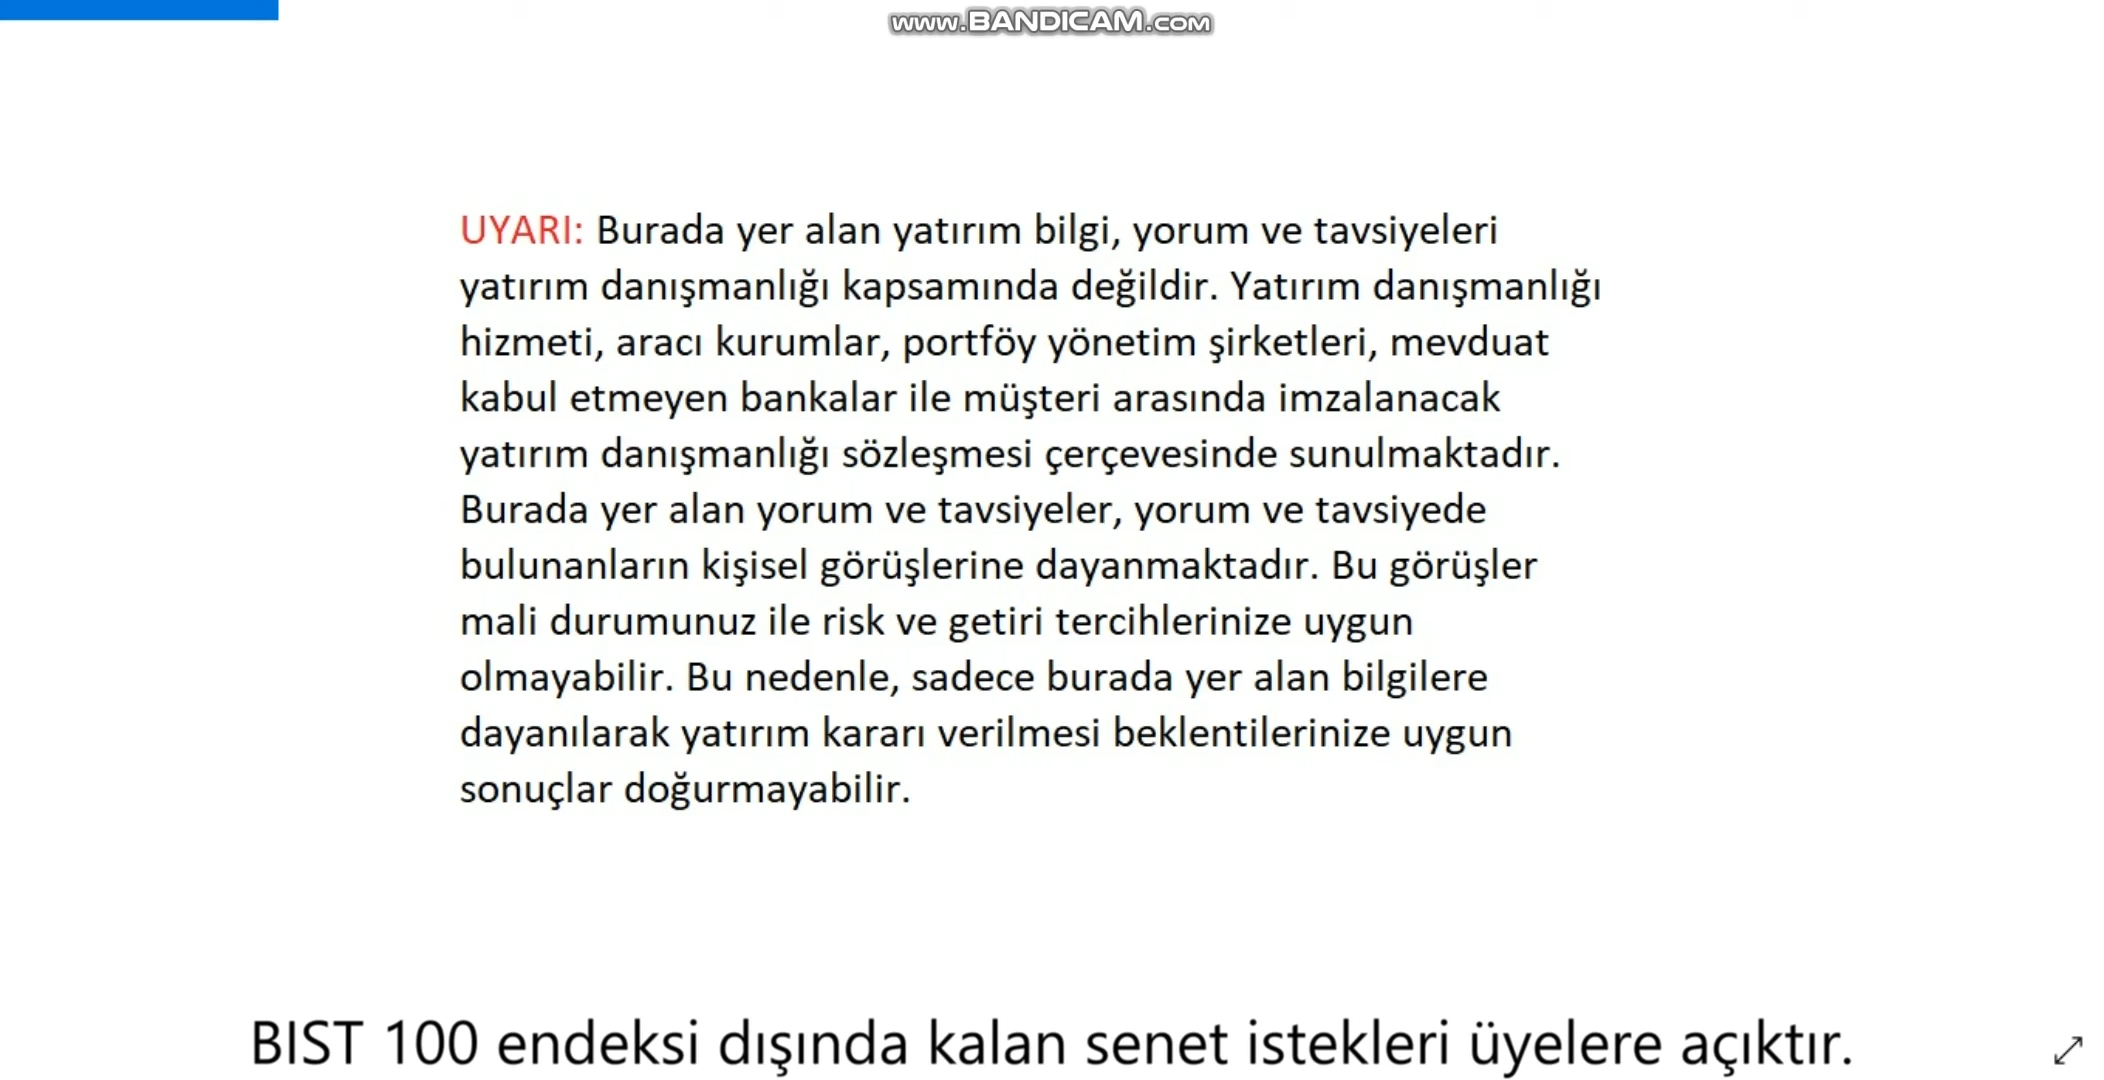 www.BANDICAM.com
UYARI: Burada yer alan yatırım bilgi, yorum ve tavsiyeleri
yatırım danışmanlığı kapsamında değildir. Yatırım danışmanlığı
hizmeti, aracı kurumlar, portföy yönetim şirketleri, mevduat
kabul etmeyen bankalar ile müşteri arasında imzalanacak
yatırım danışmanlığı sözleşmesi çerçevesinde sunulmaktadır.
Burada yer alan yorum ve tavsiyeler, yorum ve tavsiyede
bulunanların kişisel görüşlerine dayanmaktadır. Bu görüşler
mali durumunuz ile risk ve getiri tercihlerinize uygun
olmayabilir. Bu nedenle, sadece burada yer alan bilgilere
dayanılarak yatırım kararı verilmesi beklentilerinize uygun
sonuçlar doğurmayabilir.
BIST 100 endeksi dışında kalan senet istekleri üyelere açıktır.